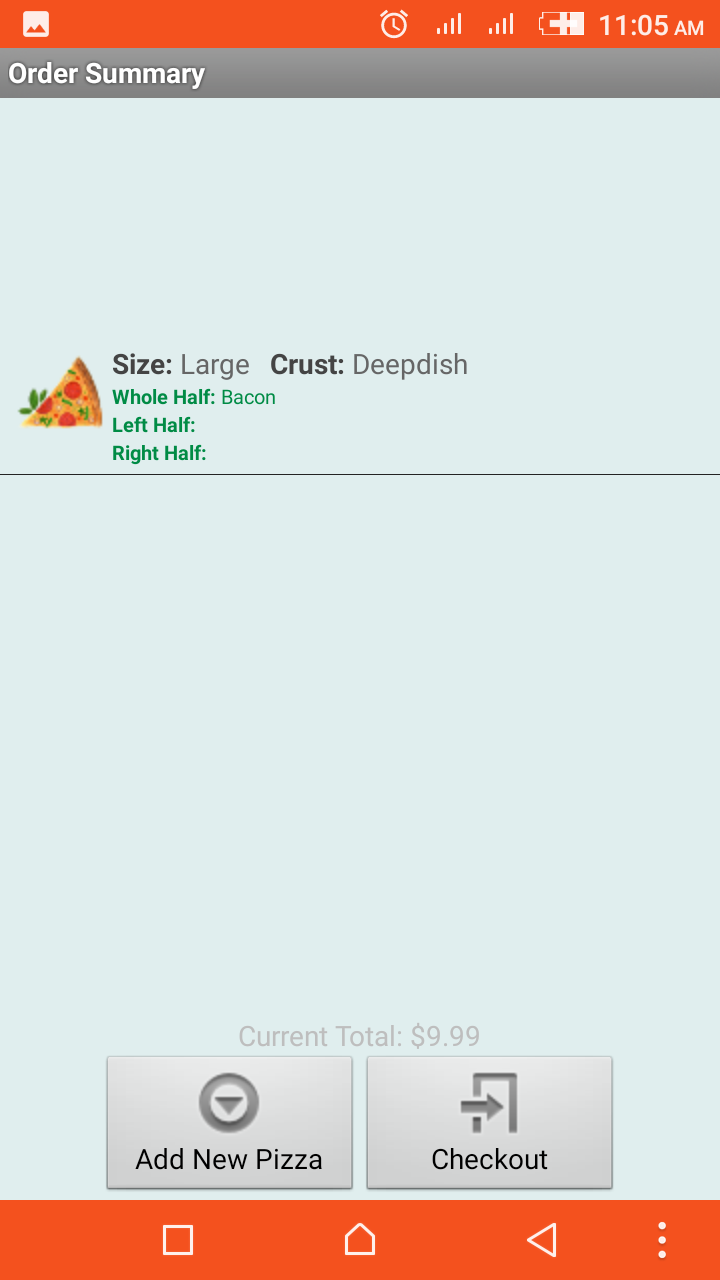 11:05 AM
Order Summary
Size: Large Crust: Deepdish
Whole Half: Bacon
Left Half:
Right Half:
Current Total: $9.99
Add New Pizza
Checkout